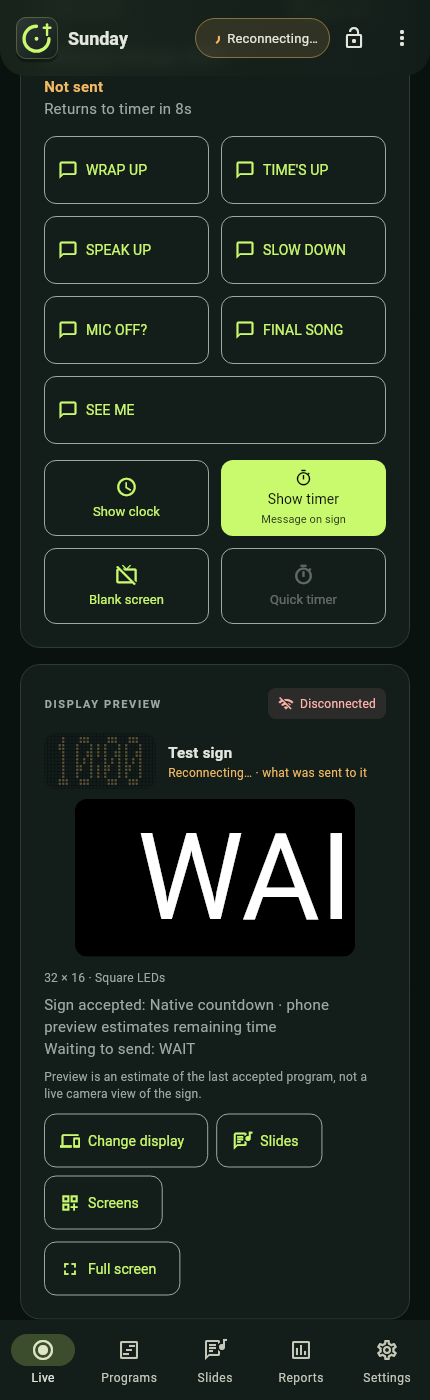 Sunday
Reconnecting…
Not sent
Returns to timer in 8s
WRAP UP
TIME'S UP
SPEAK UP
SLOW DOWN
MIC OFF?
FINAL SONG
SEE ME
Show clock
Show timer
Message on sign
Blank screen
Quick timer
DISPLAY PREVIEW
Disconnected
10:00
Test sign
Reconnecting… · what was sent to it
WAI
32 × 16 · Square LEDs
Sign accepted: Native countdown · phone
preview estimates remaining time
Waiting to send: WAIT
Preview is an estimate of the last accepted program, not a
live camera view of the sign.
Change display
Slides
Screens
Full screen
Live
Programs
Slides
Reports
Settings